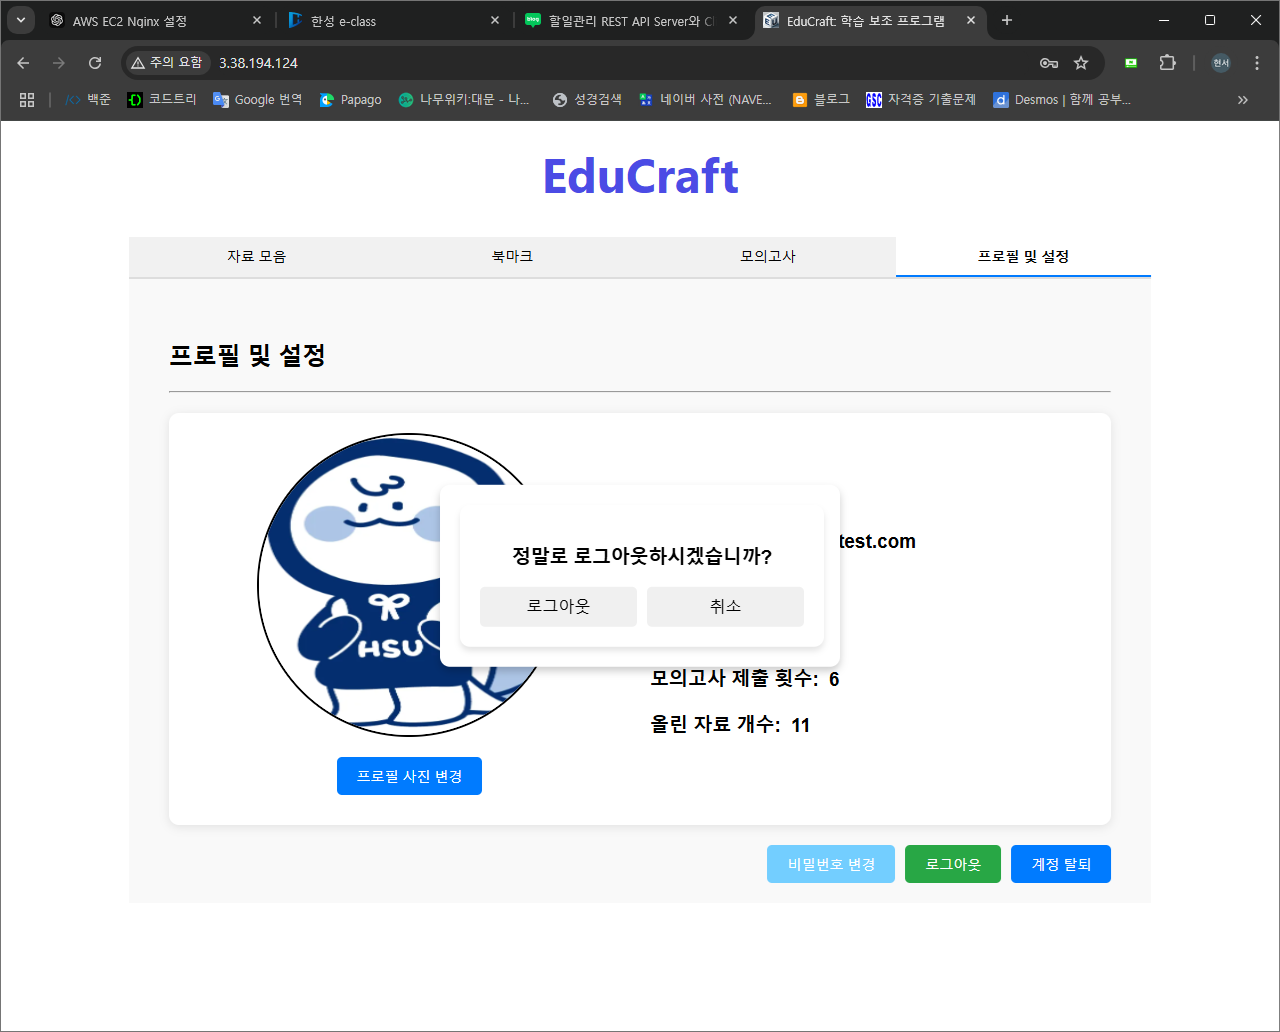 AWS EC2 Nginx 설정
한성 e-class
할일관리 REST API Server와 Cl
EduCraft: 학습 보조 프로그램
주의 요함
3.38.194.124
현서
백준
코드트리
Google 번역
Papago
나무위키:대문 - 나...
성경검색
네이버 사전 (NAVE...
블로그
자격증 기출문제
Desmos | 함께 공부...
EduCraft
자료 모음
북마크
모의고사
프로필 및 설정
프로필 및 설정
test.com
정말로 로그아웃하시겠습니까?
로그아웃
취소
HSU
모의고사 제출 횟수: 6
올린 자료 개수: 11
프로필 사진 변경
비밀번호 변경
로그아웃
계정 탈퇴